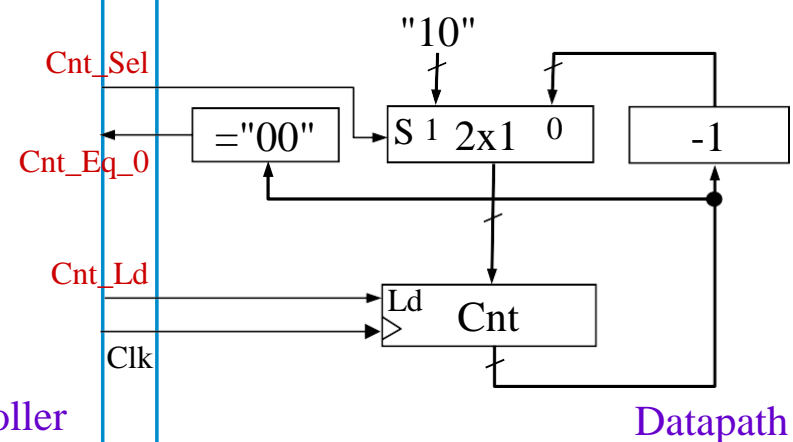 "10"
Cnt_Sel
="00"
S 1 2x1 0
-1
Cnt_Eq_0
Cnt_Ld
Ld
Cnt
Clk
oller
Datapath